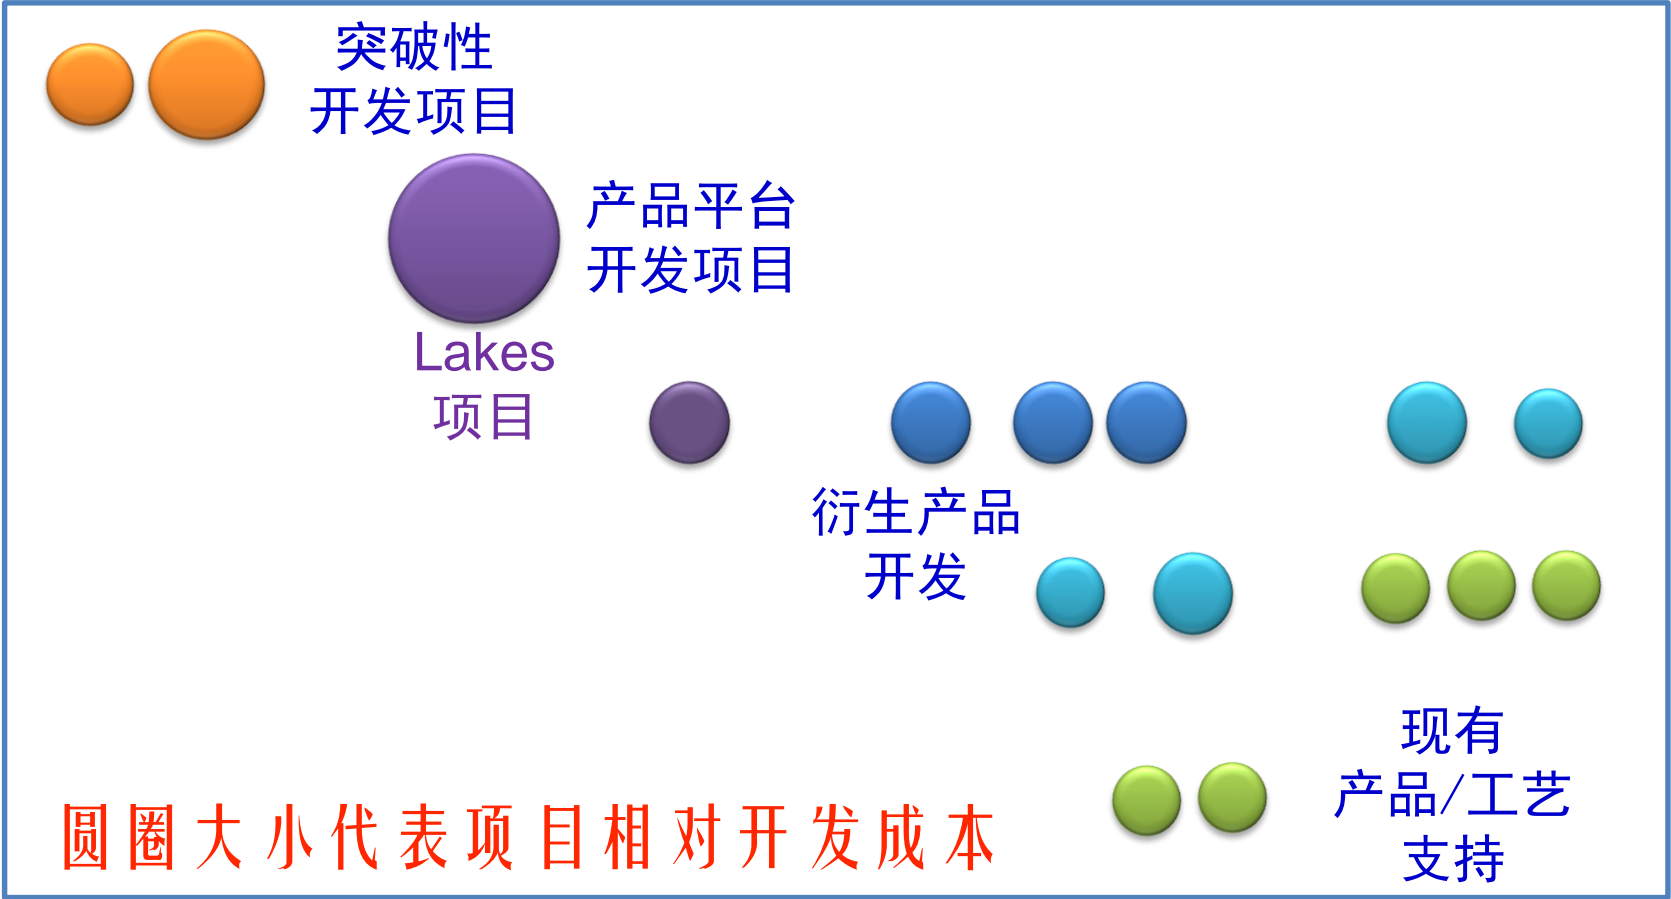 突破性
开发项目
产品平台
开发项目
Lakes
项目
衍生产品
开发
现有
产品/工艺
支持
圆圈大小代表项目相对开发成本